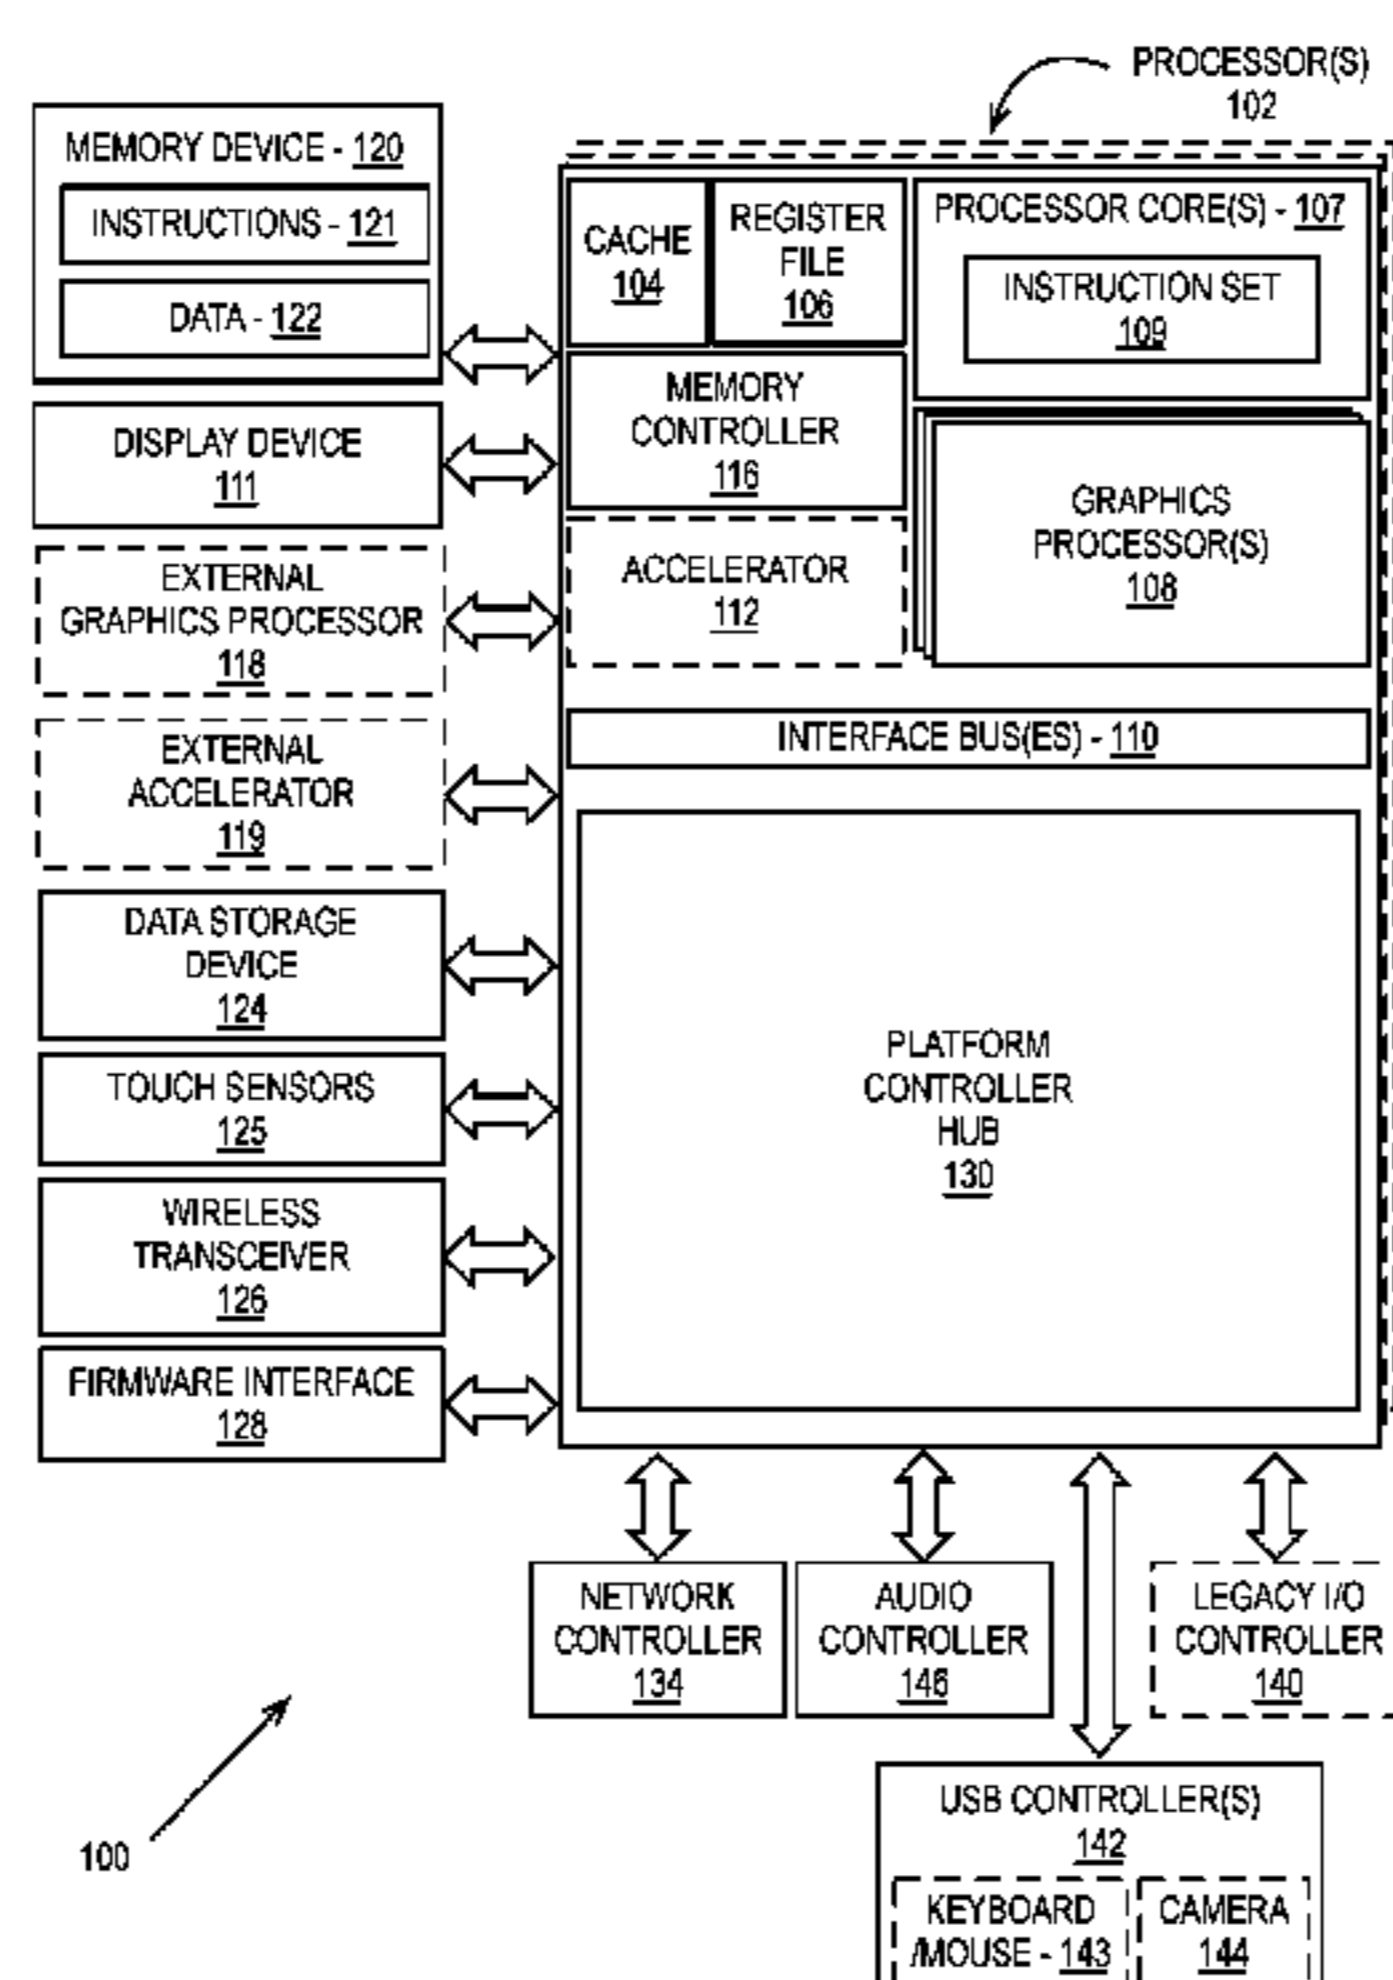 PROCESSOR(S)
102
MEMORY DEVICE - 120
INSTRUCTIONS - 121
DATA - 122
DISPLAY DEVICE
111
EXTERNAL
GRAPHICS PROCESSOR
118
EXTERNAL
ACCELERATOR
119
DATA STORAGE
DEVICE
124
TOUCH SENSORS
125
WIRELESS
TRANSCEIVER
126
FIRMWARE INTERFACE
128
CACHE
104
REGISTER
FILE
106
PROCESSOR CORE(S) - 107
INSTRUCTION SET
109
MEMORY
CONTROLLER
116
GRAPHICS
PROCESSOR(S)
108
ACCELERATOR
112
INTERFACE BUS(ES) - 110
PLATFORM
CONTROLLER
HUB
130
NETWORK
CONTROLLER
134
AUDIO
CONTROLLER
146
LEGACY I/O
CONTROLLER
140
USB CONTROLLER(S)
142
KEYBOARD
/MOUSE - 143
CAMERA
144
100